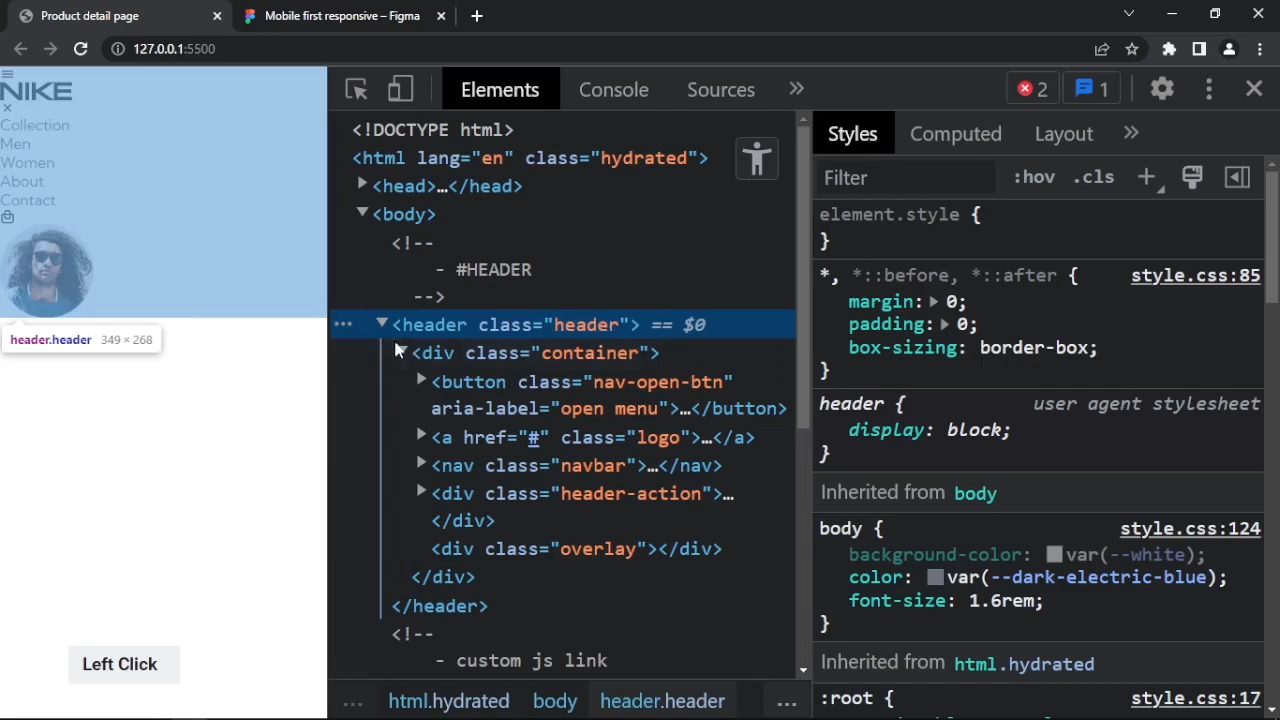 Product detail page
Mobile first responsive – Figma
127.0.0.1:5500
NIKE
Collection
Men
Women
About
Contact
header.header 349 × 268
Left Click
Elements
Console
Sources
2
1
<!DOCTYPE html>
<html lang="en" class="hydrated">
<head>…</head>
<body>
<!--
- #HEADER
-->
<header class="header"> == $0
<div class="container">
<button class="nav-open-btn"
aria-label="open menu">…</button>
<a href="#" class="logo">…</a>
<nav class="navbar">…</nav>
<div class="header-action">…
</div>
<div class="overlay"></div>
</div>
</header>
<!--
- custom js link
... html.hydrated body header.header ...
Styles
Computed
Layout
Filter
:hov .cls
element.style {
}
*, *::before, *::after { style.css:85
margin: 0;
padding: 0;
box-sizing: border-box;
}
header { user agent stylesheet
display: block;
}
Inherited from body
body { style.css:124
background-color: var(--white);
color: var(--dark-electric-blue);
font-size: 1.6rem;
}
Inherited from html.hydrated
:root { style.css:17